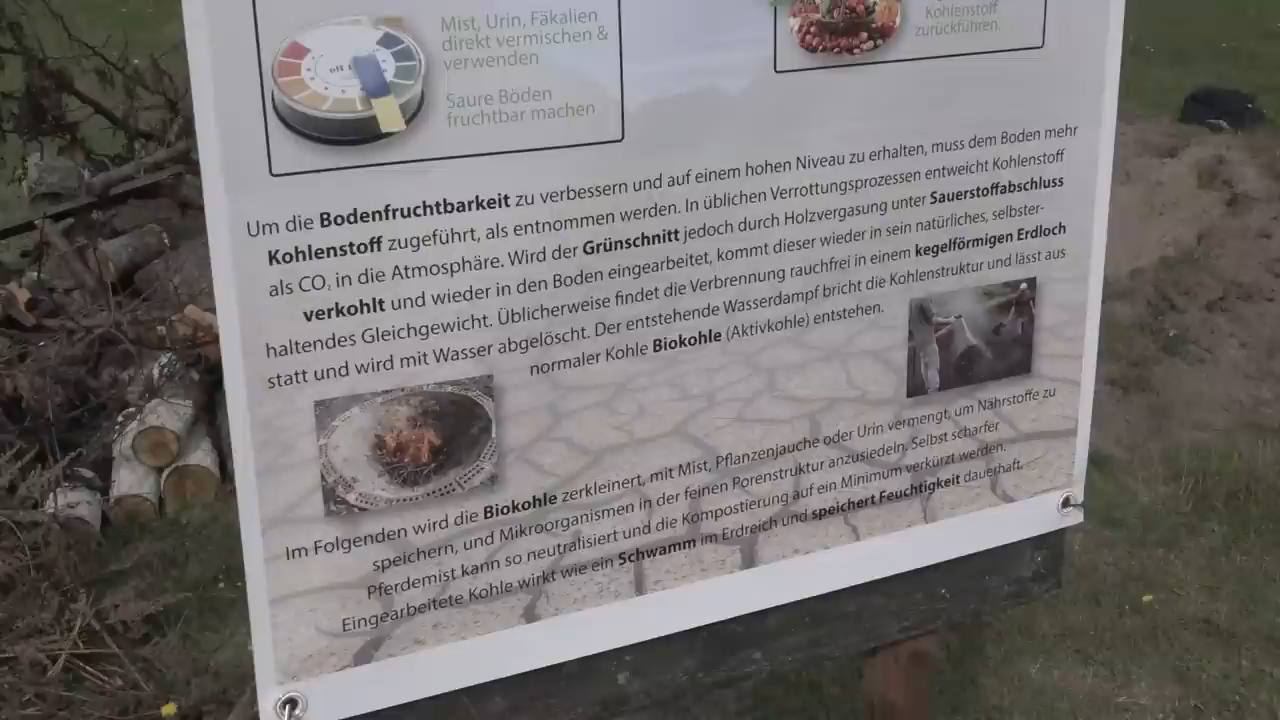 Mist, Urin, Fäkalien
direkt vermischen &
verwenden
Saure Böden
fruchtbar machen
Kohlenstoff
zurückführen.
Um die Bodenfruchtbarkeit zu verbessern und auf einem hohen Niveau zu erhalten, muss dem Boden mehr
Kohlenstoff zugeführt, als entnommen werden. In üblichen Verrottungsprozessen entweicht Kohlenstoff
als CO₂ in die Atmosphäre. Wird der Grünschnitt jedoch durch Holzvergasung unter Sauerstoffabschluss
verkohlt und wieder in den Boden eingearbeitet, kommt dieser wieder in sein natürliches, selbster-
haltendes Gleichgewicht. Üblicherweise findet die Verbrennung rauchfrei in einem kegelförmigen Erdloch
statt und wird mit Wasser abgelöscht. Der entstehende Wasserdampf bricht die Kohlenstruktur und lässt aus
normaler Kohle Biokohle (Aktivkohle) entstehen.
Im Folgenden wird die Biokohle zerkleinert, mit Mist, Pflanzenjauche oder Urin vermengt, um Nährstoffe zu
speichern, und Mikroorganismen in der feinen Porenstruktur anzusiedeln. Selbst scharfer
Pferdemist kann so neutralisiert und die Kompostierung auf ein Minimum verkürzt werden.
Eingearbeitete Kohle wirkt wie ein Schwamm im Erdreich und speichert Feuchtigkeit dauerhaft.